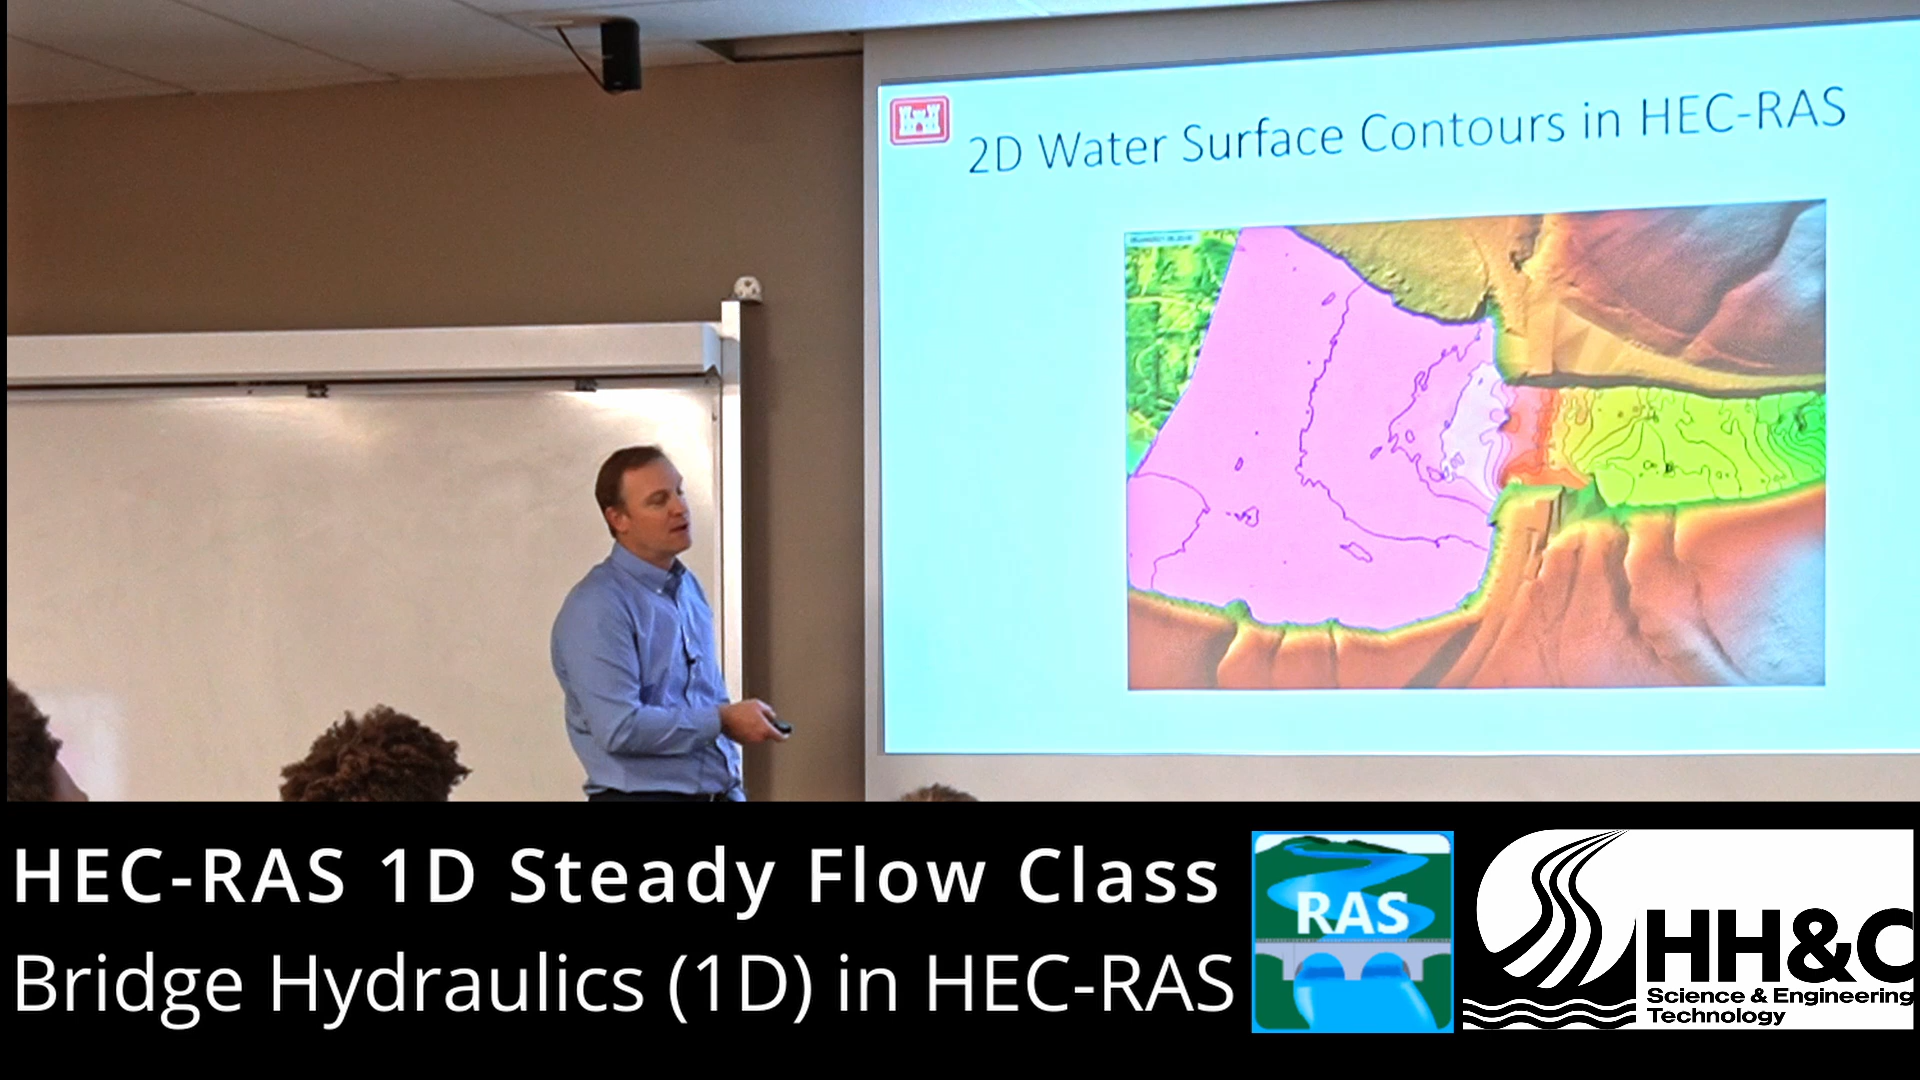 2D Water Surface Contours in HEC-RAS
HEC-RAS 1D Steady Flow Class
Bridge Hydraulics (1D) in HEC-RAS
RAS
HH&C
Science & Engineering
Technology